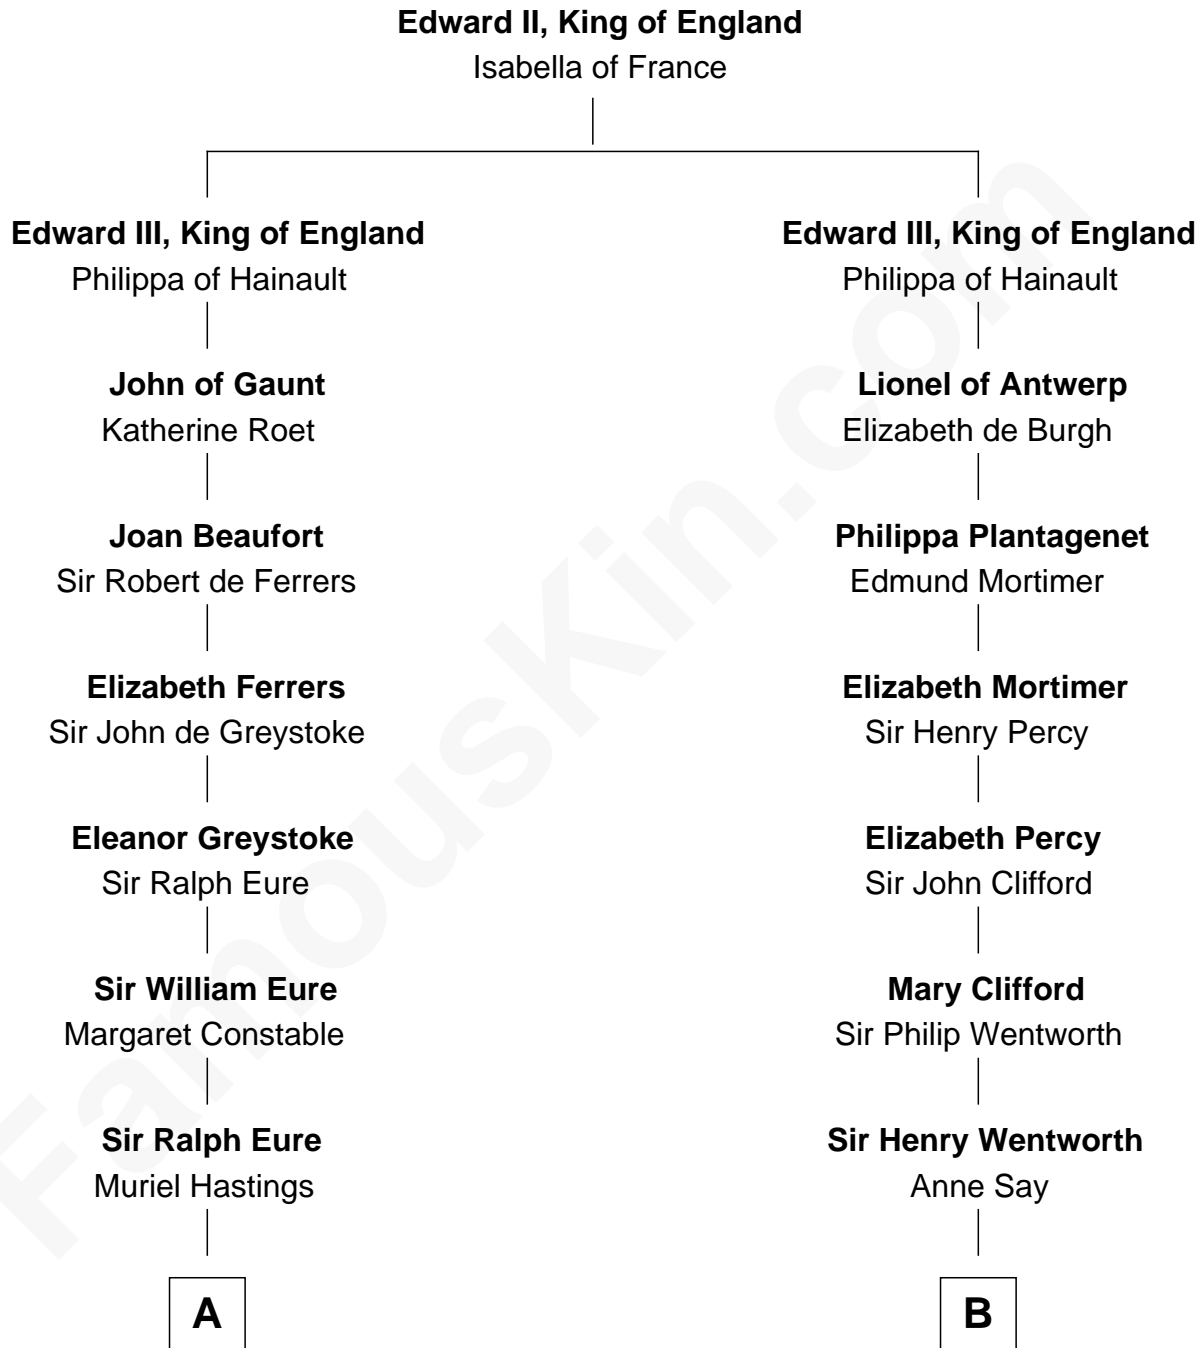 Edward II, King of England
Isabella of France
Edward III, King of England
Philippa of Hainault
John of Gaunt
Katherine Roet
Joan Beaufort
Sir Robert de Ferrers
Elizabeth Ferrers
Sir John de Greystoke
Eleanor Greystoke
Sir Ralph Eure
Sir William Eure
Margaret Constable
Sir Ralph Eure
Muriel Hastings
A
Edward III, King of England
Philippa of Hainault
Lionel of Antwerp
Elizabeth de Burgh
Philippa Plantagenet
Edmund Mortimer
Elizabeth Mortimer
Sir Henry Percy
Elizabeth Percy
Sir John Clifford
Mary Clifford
Sir Philip Wentworth
Sir Henry Wentworth
Anne Say
B
FamousKin.com